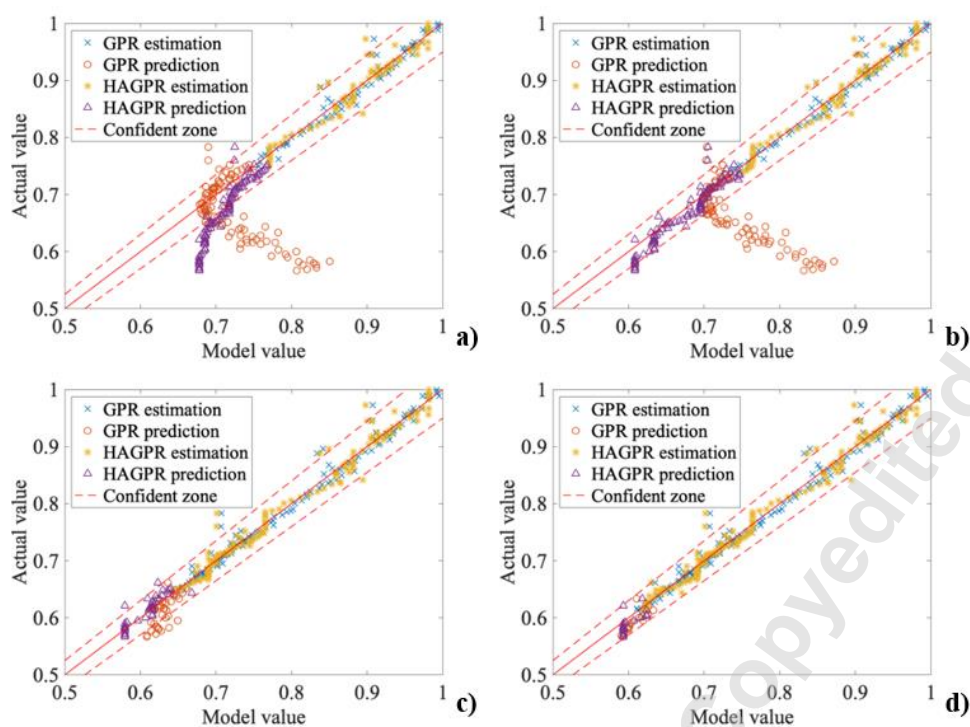 1
0.9
0.8
0.7
0.6
0.5
Actual value
GPR estimation
GPR prediction
HAGPR estimation
HAGPR prediction
Confident zone
0.5 0.6 0.7 0.8 0.9 1
Model value
a)
1
0.9
0.8
0.7
0.6
0.5
Actual value
GPR estimation
GPR prediction
HAGPR estimation
HAGPR prediction
Confident zone
0.5 0.6 0.7 0.8 0.9 1
Model value
b)
1
0.9
0.8
0.7
0.6
0.5
Actual value
GPR estimation
GPR prediction
HAGPR estimation
HAGPR prediction
Confident zone
0.5 0.6 0.7 0.8 0.9 1
Model value
c)
1
0.9
0.8
0.7
0.6
0.5
Actual value
GPR estimation
GPR prediction
HAGPR estimation
HAGPR prediction
Confident zone
0.5 0.6 0.7 0.8 0.9 1
Model value
d)
Copyedited